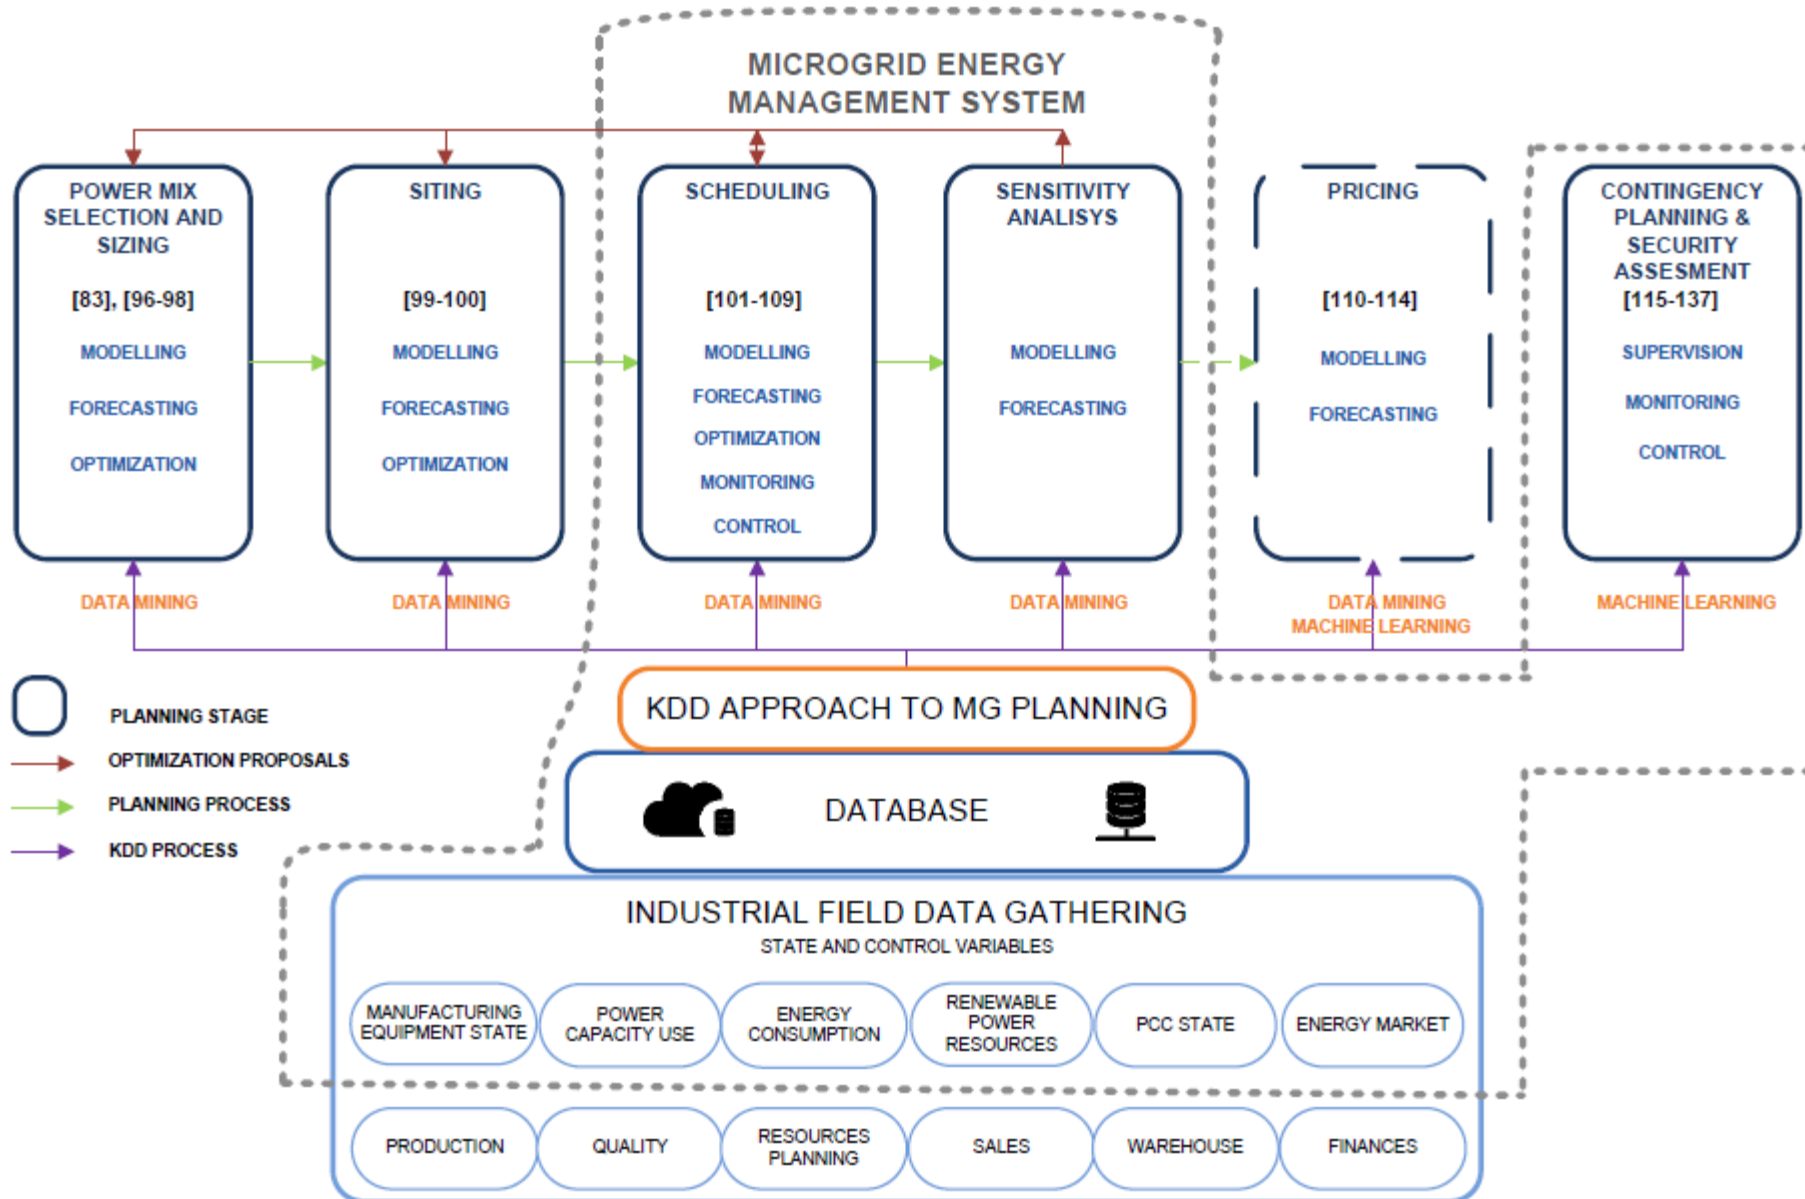 MICROGRID ENERGY
MANAGEMENT SYSTEM
POWER MIX
SELECTION AND
SIZING
[83], [96-98]
MODELLING
FORECASTING
OPTIMIZATION
SITING
[99-100]
MODELLING
FORECASTING
OPTIMIZATION
SCHEDULING
[101-109]
MODELLING
FORECASTING
OPTIMIZATION
MONITORING
CONTROL
SENSITIVITY
ANALISYS
MODELLING
FORECASTING
PRICING
[110-114]
MODELLING
FORECASTING
CONTINGENCY
PLANNING &
SECURITY
ASSESMENT
[115-137]
SUPERVISION
MONITORING
CONTROL
DATA MINING
DATA MINING
DATA MINING
DATA MINING
DATA MINING
MACHINE LEARNING
MACHINE LEARNING
PLANNING STAGE
OPTIMIZATION PROPOSALS
PLANNING PROCESS
KDD PROCESS
KDD APPROACH TO MG PLANNING
DATABASE
INDUSTRIAL FIELD DATA GATHERING
STATE AND CONTROL VARIABLES
MANUFACTURING
EQUIPMENT STATE
POWER
CAPACITY USE
ENERGY
CONSUMPTION
RENEWABLE
POWER
RESOURCES
PCC STATE
ENERGY MARKET
PRODUCTION
QUALITY
RESOURCES
PLANNING
SALES
WAREHOUSE
FINANCES